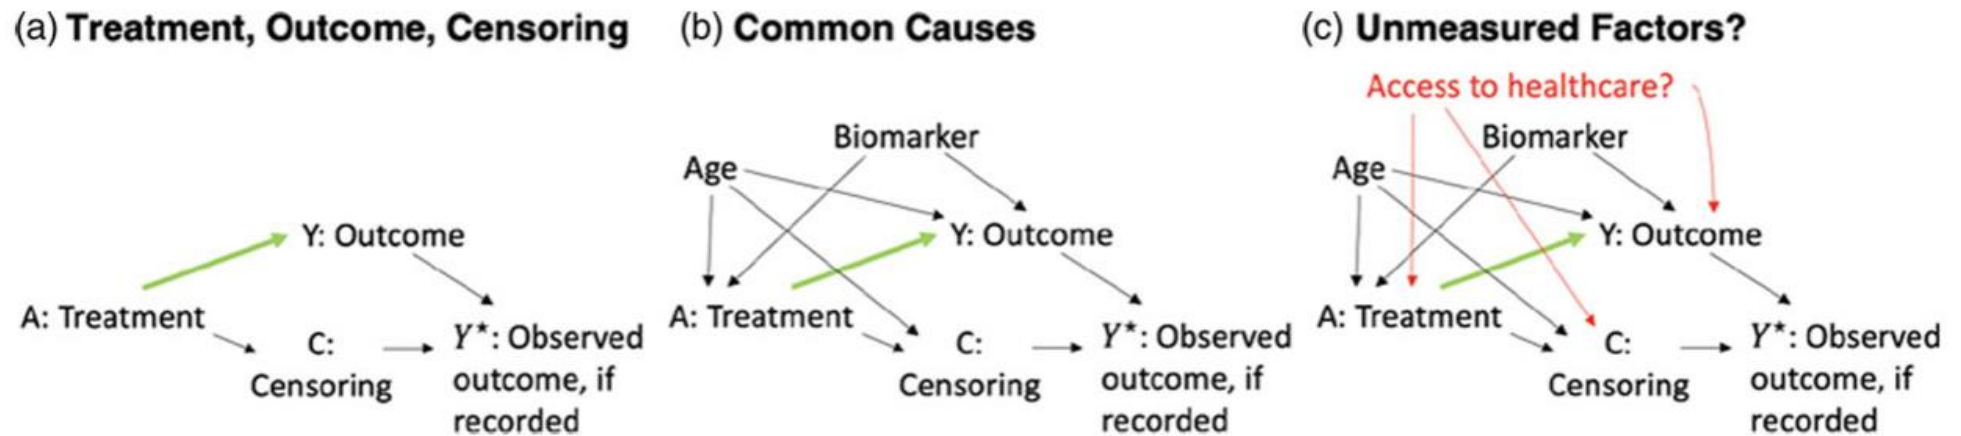 (a) Treatment, Outcome, Censoring
Y: Outcome
A: Treatment
C:
Censoring
Y*: Observed
outcome, if
recorded
(b) Common Causes
Biomarker
Age
Y: Outcome
A: Treatment
C:
Censoring
Y*: Observed
outcome, if
recorded
(c) Unmeasured Factors?
Access to healthcare?
Biomarker
Age
Y: Outcome
A: Treatment
C:
Censoring
Y*: Observed
outcome, if
recorded